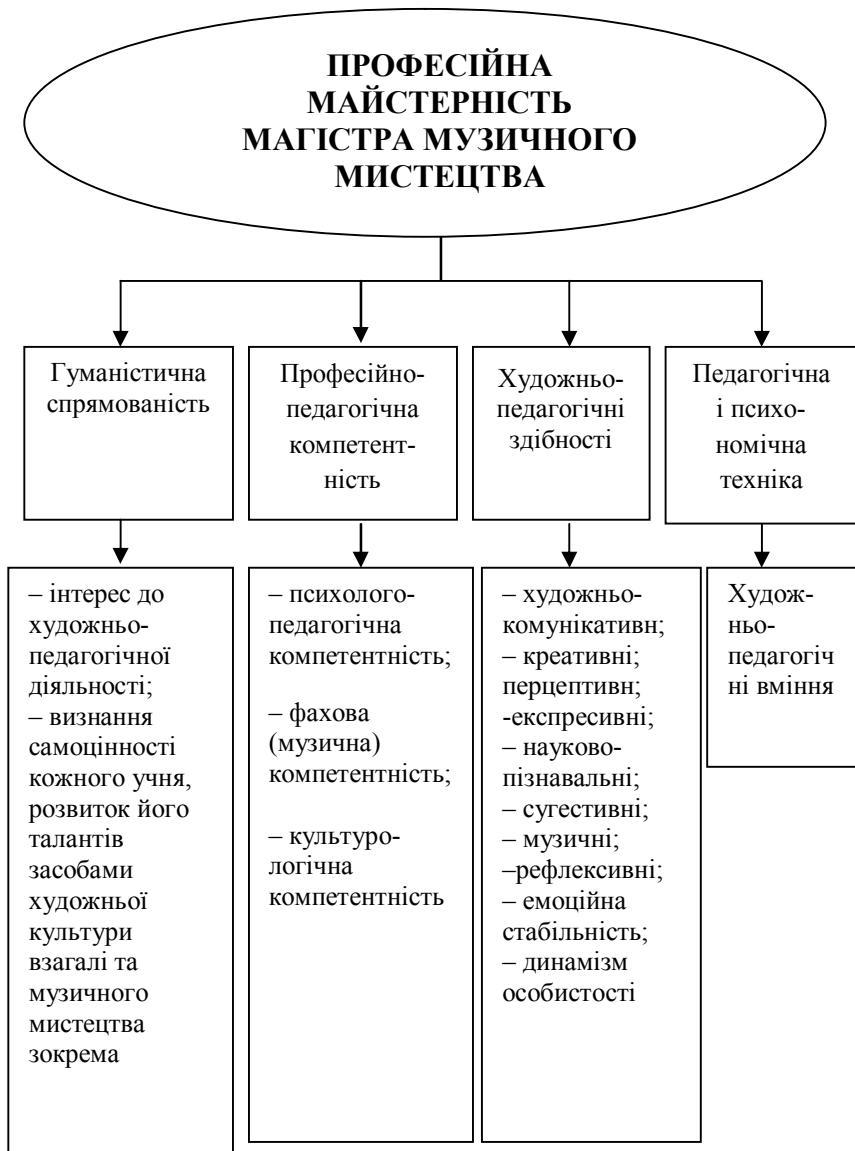 ПРОФЕСІЙНА
МАЙСТЕРНІСТЬ
МАГІСТРА МУЗИЧНОГО
МИСТЕЦТВА
Гуманістична
спрямованість
Професійно-
педагогічна
компетент-
ність
Художньо-
педагогічні
здібності
Педагогічна
і психо-
номічна
техніка
– інтерес до
художньо-
педагогічної
діяльності;
– визнання
самоцінності
кожного учня,
розвиток його
талантів
засобами
художньої
культури
взагалі та
музичного
мистецтва
зокрема
– психолого-
педагогічна
компетентність;
– фахова
(музична)
компетентність;
– культуро-
логічна
компетентність
– художньо-
комунікативн;
– креативні;
перцептивн;
-експресивні;
– науково-
пізнавальні;
– сугестивні;
– музичні;
–рефлексивні;
– емоційна
стабільність;
– динамізм
особистості
Худож-
ньо-
педагогіч
ні вміння